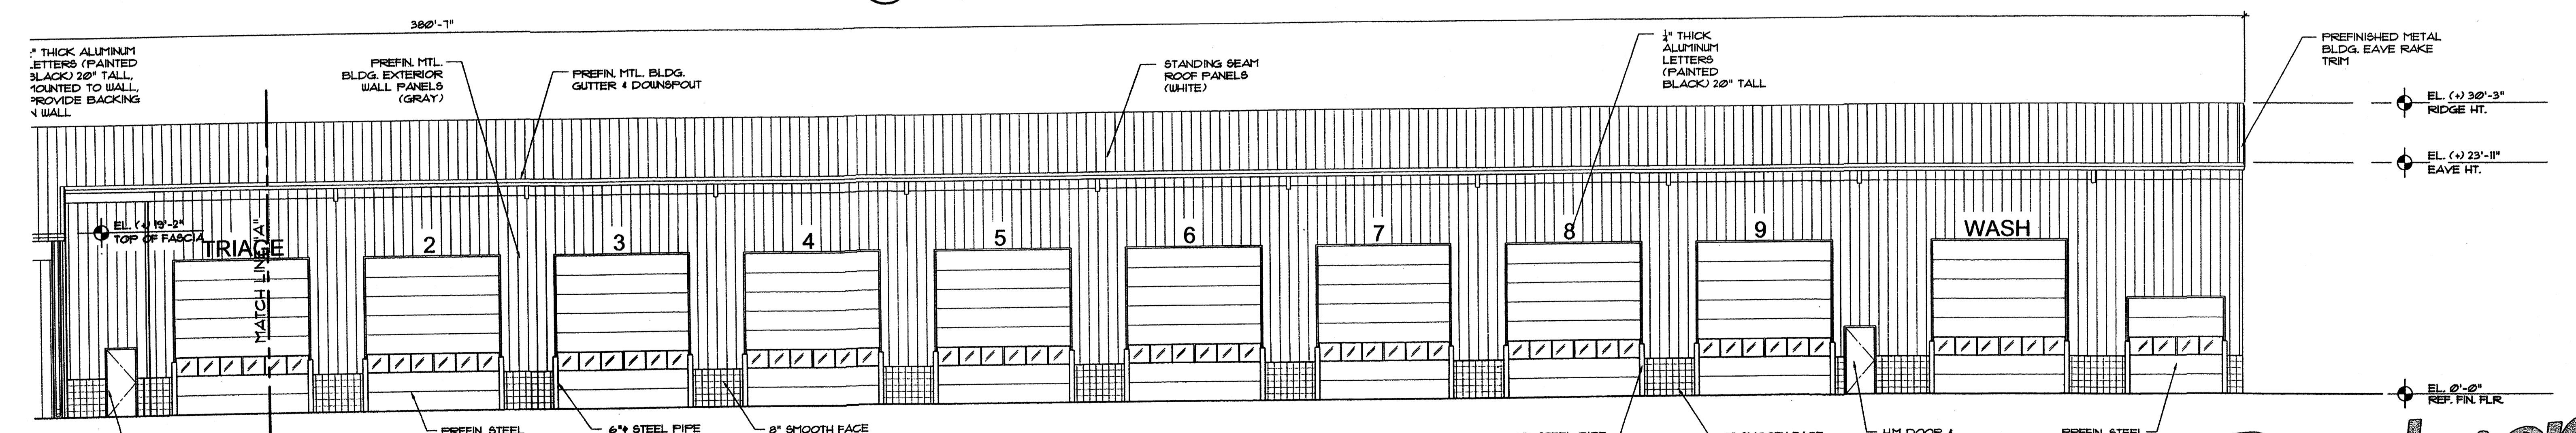 380'-7"
" THICK ALUMINUM
LETTERS (PAINTED
BLACK) 20" TALL,
MOUNTED TO WALL,
PROVIDE BACKING
WALL
PREFIN. MTL.
BLDG. EXTERIOR
WALL PANELS
(GRAY)
PREFIN. MTL. BLDG.
GUTTER & DOWNSPOUT
STANDING SEAM
ROOF PANELS
(WHITE)
¼" THICK
ALUMINUM
LETTERS
(PAINTED
BLACK) 20" TALL
PREFINISHED METAL
BLDG. EAVE RAKE
TRIM
EL. (+) 30'-3"
RIDGE HT.
EL. (+) 23'-11"
EAVE HT.
EL. (+) 19'-2"
TOP OF FASCIA
MATCH LINE "A"
TRIAGE
2
3
4
5
6
7
8
9
WASH
EL. 0'-0"
REF. FIN. FLR.
PREFIN. STEEL
6"ϕ STEEL PIPE
8" SMOOTH FACE
STEEL PIPE
SMOOTH FACE
H.M. DOOR &
PREFIN. STEEL